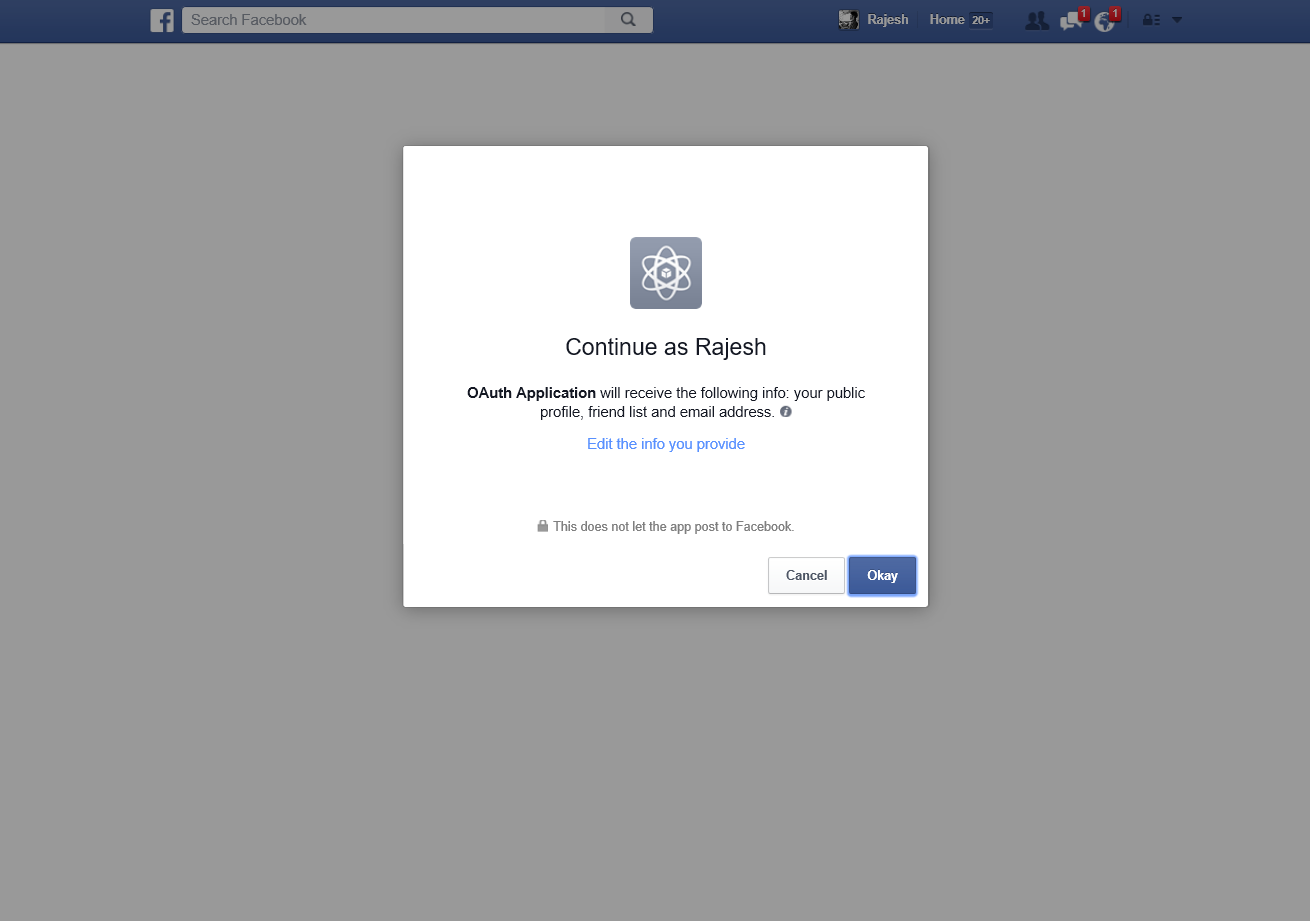 Search Facebook
Rajesh
Home 20+
1
1
Continue as Rajesh
OAuth Application will receive the following info: your public
profile, friend list and email address.
Edit the info you provide
This does not let the app post to Facebook.
Cancel
Okay